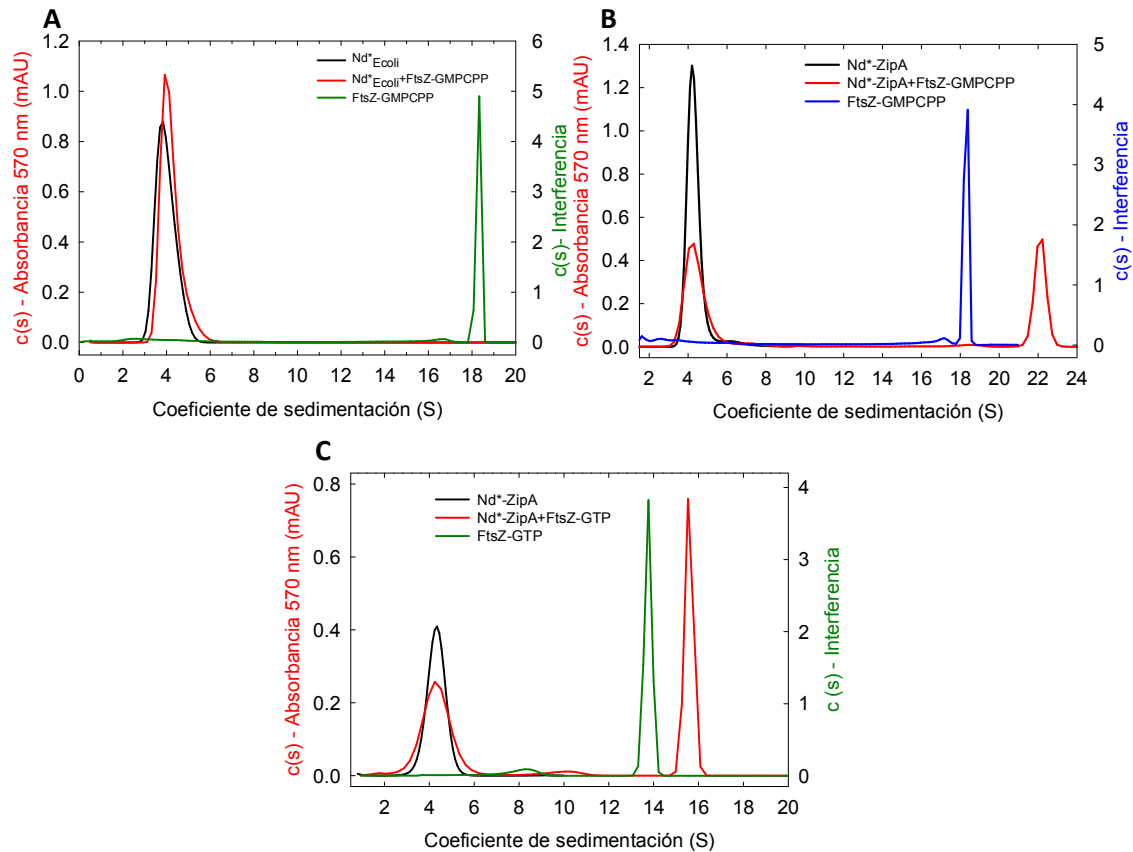 A
1.2
1.0
0.8
0.6
0.4
0.2
0.0
c(s) - Absorbancia 570 nm (mAU)
Nd*Ecoli
Nd*Ecoli+FtsZ-GMPCPP
FtsZ-GMPCPP
6
5
4
3
2
1
0
c(s)- Interferencia
0 2 4 6 8 10 12 14 16 18 20
Coeficiente de sedimentación (S)
B
1.4
1.2
1.0
0.8
0.6
0.4
0.2
0.0
c(s) - Absorbancia 570 nm (mAU)
Nd*-ZipA
Nd*-ZipA+FtsZ-GMPCPP
FtsZ-GMPCPP
5
4
3
2
1
0
c(s) - Interferencia
2 4 6 8 10 12 14 16 18 20 22 24
Coeficiente de sedimentación (S)
C
0.8
0.6
0.4
0.2
0.0
c(s) - Absorbancia 570 nm (mAU)
Nd*-ZipA
Nd*-ZipA+FtsZ-GTP
FtsZ-GTP
4
3
2
1
0
c (s) - Interferencia
2 4 6 8 10 12 14 16 18 20
Coeficiente de sedimentación (S)